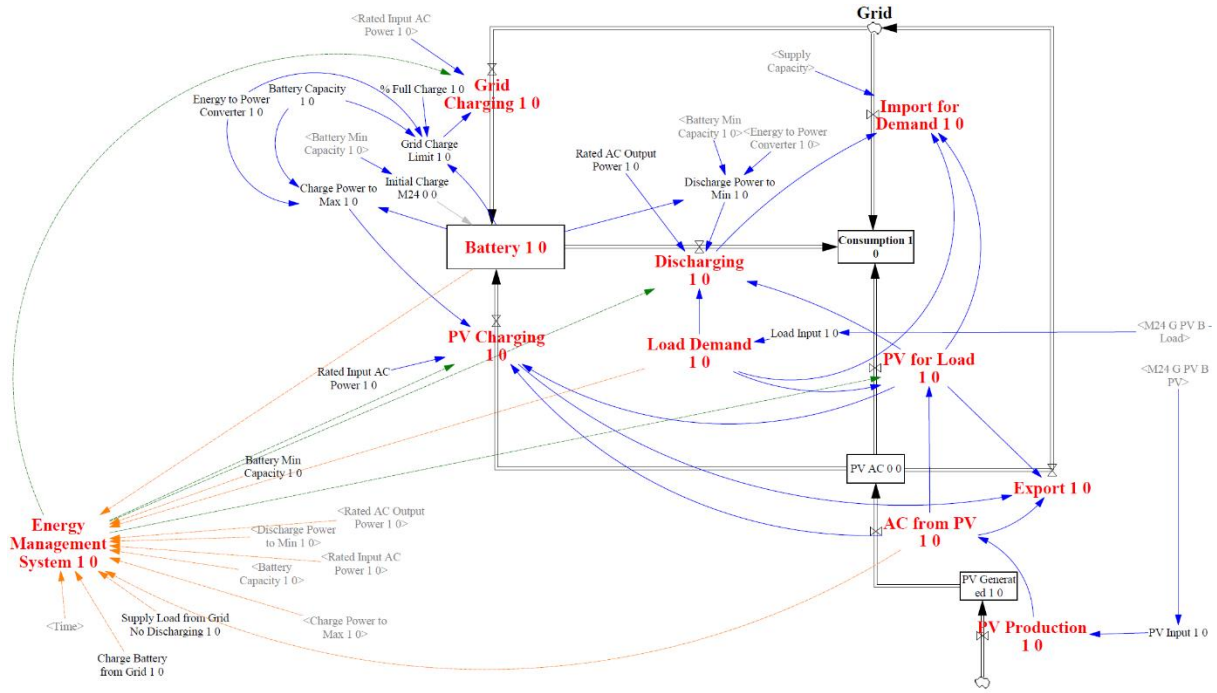 Grid
<Rated Input AC
Power 1 0>
<Supply
Capacity>
Battery Capacity
1 0
% Full Charge 1 0
Grid
Charging 1 0
Energy to Power
Converter 1 0
Import for
Demand 1 0
<Battery Min
Capacity 1 0>
<Energy to Power
Converter 1 0>
<Battery Min
Capacity 1 0>
Grid Charge
Limit 1 0
Rated AC Output
Power 1 0
Charge Power to
Max 1 0
Initial Charge
M24 0 0
Discharge Power to
Min 1 0
Battery 1 0
Consumption 1
0
Discharging
1 0
PV Charging
1 0
Load Demand
1 0
Load Input 1 0
<M24 G PV B -
Load>
Rated Input AC
Power 1 0
PV for Load
1 0
<M24 G PV B
PV>
Battery Min
Capacity 1 0
PV AC 0 0
Export 1 0
Energy
Management
System 1 0
<Rated AC Output
Power 1 0>
<Discharge Power
to Min 1 0>
<Rated Input AC
Power 1 0>
<Battery
Capacity 1 0>
AC from PV
1 0
PV Generat
ed 1 0
<Time>
Supply Load from Grid
No Discharging 1 0
<Charge Power to
Max 1 0>
Charge Battery
from Grid 1 0
PV Production
1 0
PV Input 1 0